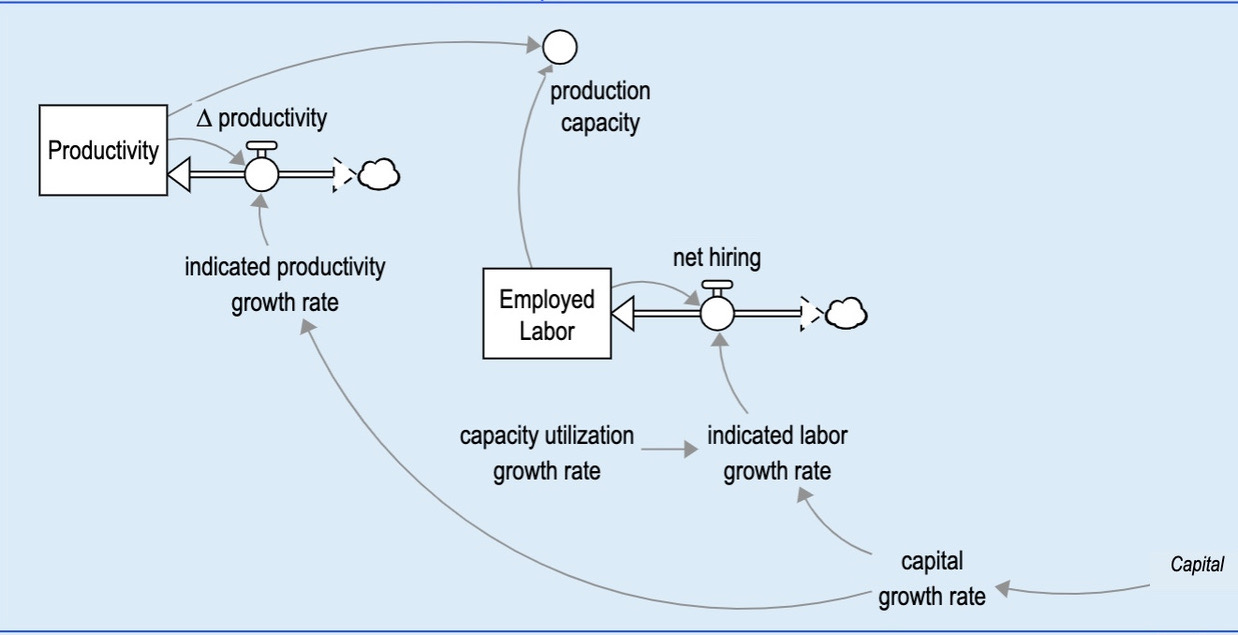 production
capacity
Δ productivity
Productivity
indicated productivity
growth rate
net hiring
Employed
Labor
capacity utilization
growth rate
indicated labor
growth rate
capital
growth rate
Capital